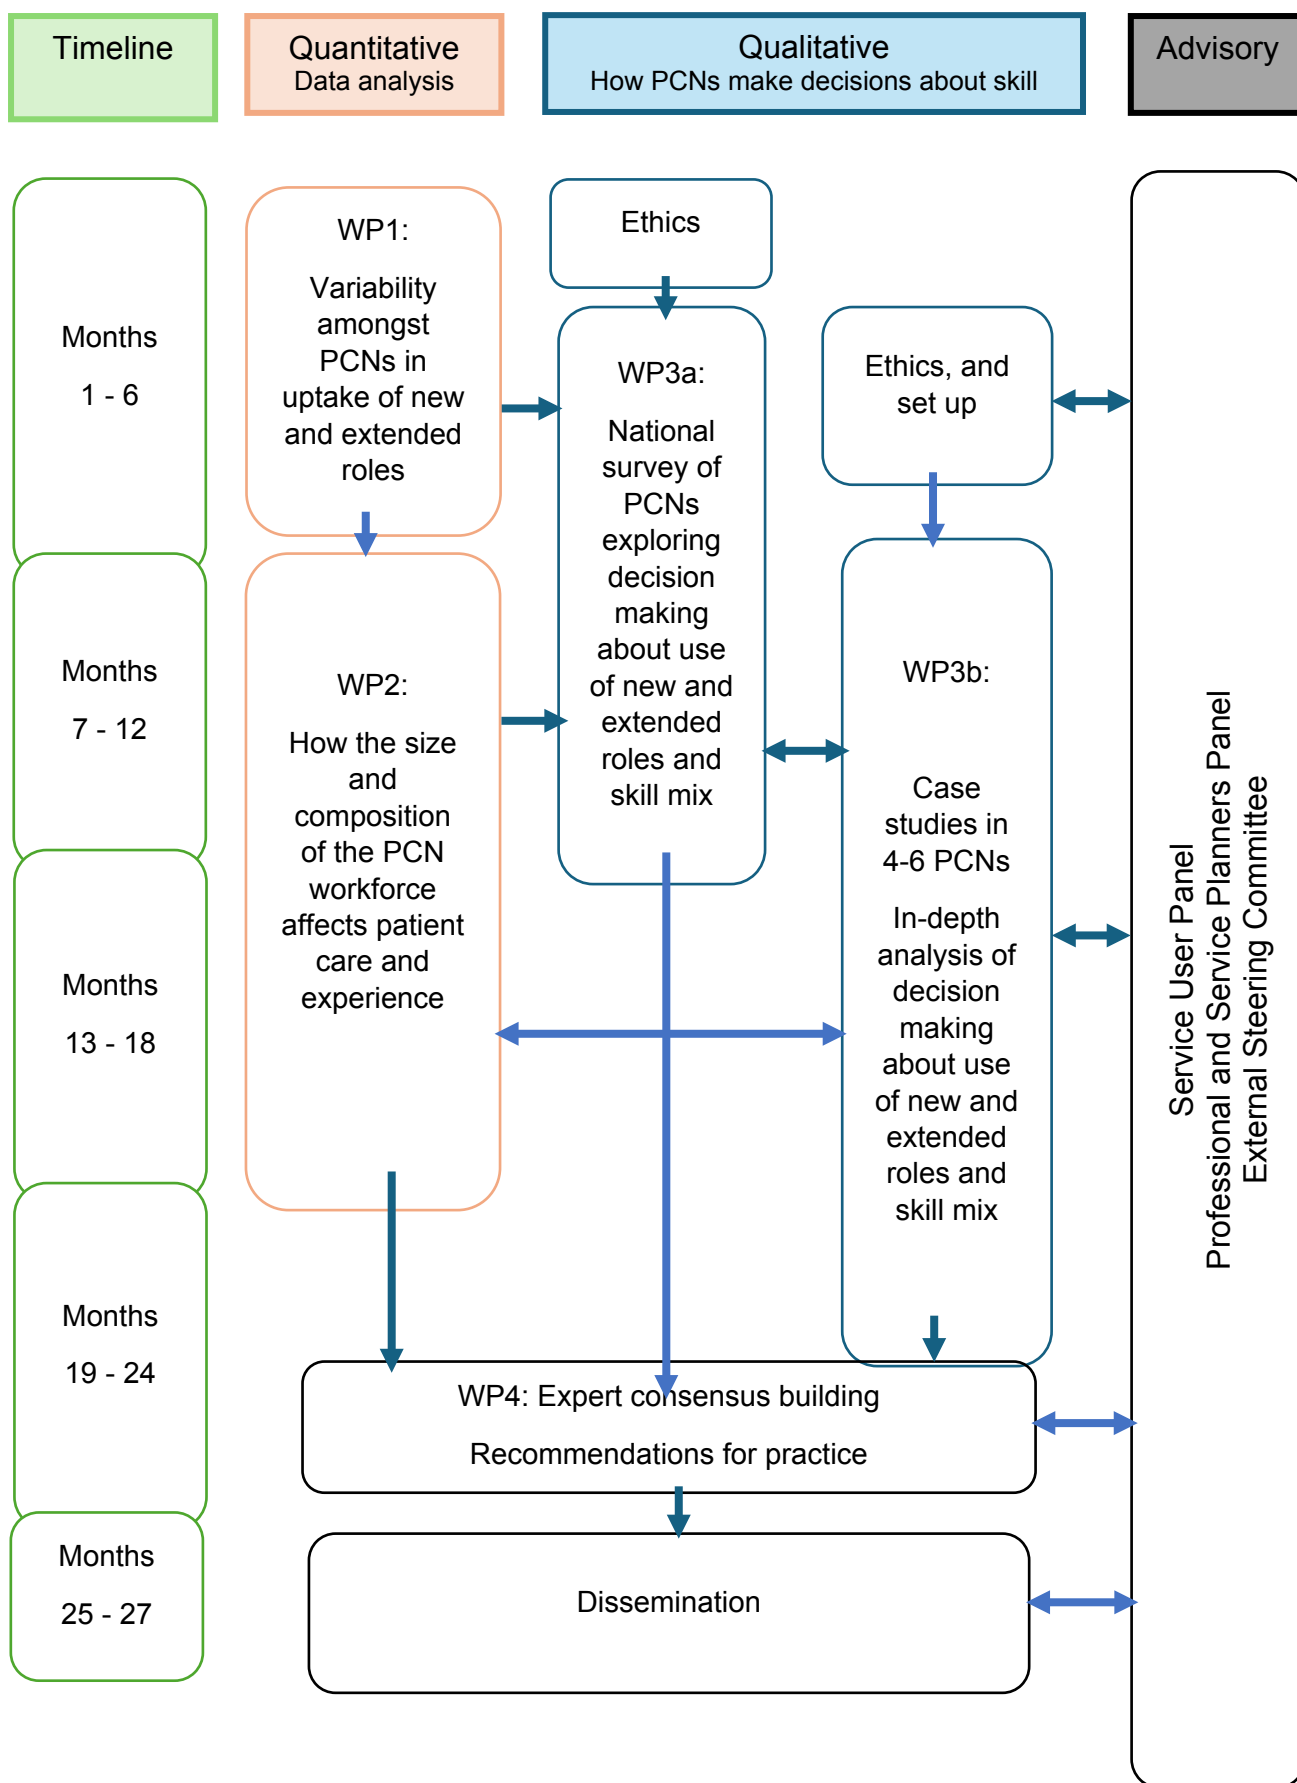 Timeline
Quantitative
Data analysis
Qualitative
How PCNs make decisions about skill
Advisory
Months
1 - 6
Months
7 - 12
Months
13 - 18
Months
19 - 24
Months
25 - 27
WP1:
Variability
amongst
PCNs in
uptake of new
and extended
roles
WP2:
How the size
and
composition
of the PCN
workforce
affects patient
care and
experience
Ethics
WP3a:
National
survey of
PCNs
exploring
decision
making
about use
of new and
extended
roles and
skill mix
Ethics, and
set up
WP3b:
Case
studies in
4-6 PCNs
In-depth
analysis of
decision
making
about use
of new and
extended
roles and
skill mix
WP4: Expert consensus building
Recommendations for practice
Dissemination
Service User Panel
Professional and Service Planners Panel
External Steering Committee